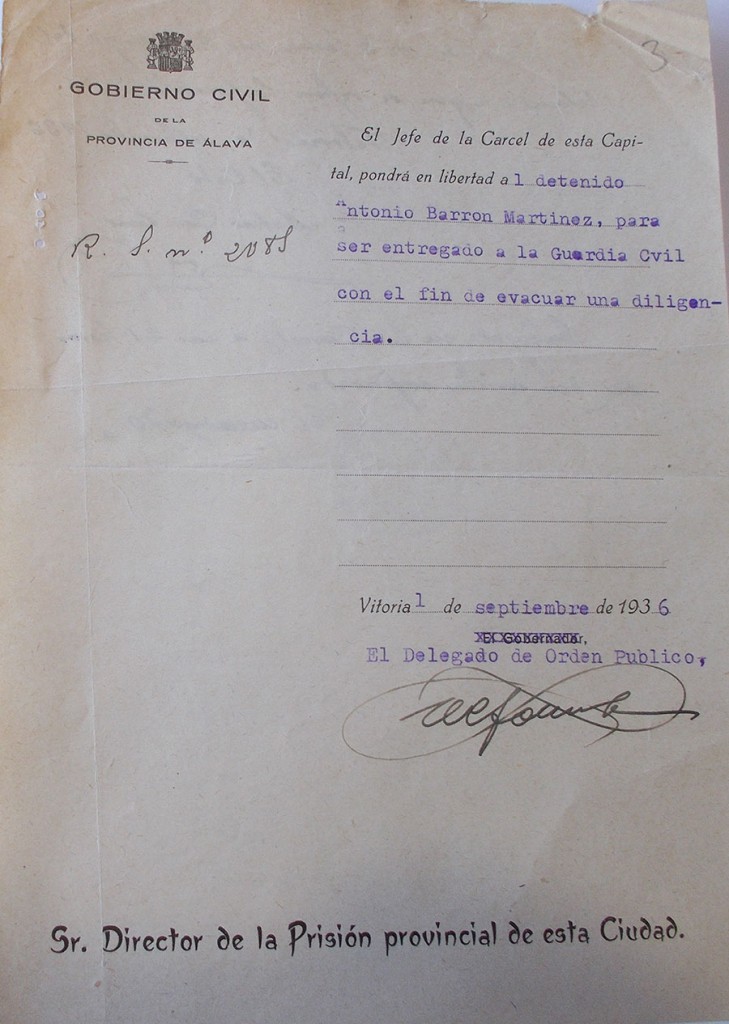 3
GOBIERNO CIVIL
DE LA
PROVINCIA DE ÁLAVA
R. S. n.º 2085
El Jefe de la Carcel de esta Capi-
tal, pondrá en libertad a l detenido
Antonio Barron Martinez, para
ser entregado a la Guardia Cvil
con el fin de evacuar una diligen-
cia.
Vitoria 1 de septiembre de 1936
El Gobernador,
El Delegado de Orden Publico,
Sr. Director de la Prisión provincial de esta Ciudad.